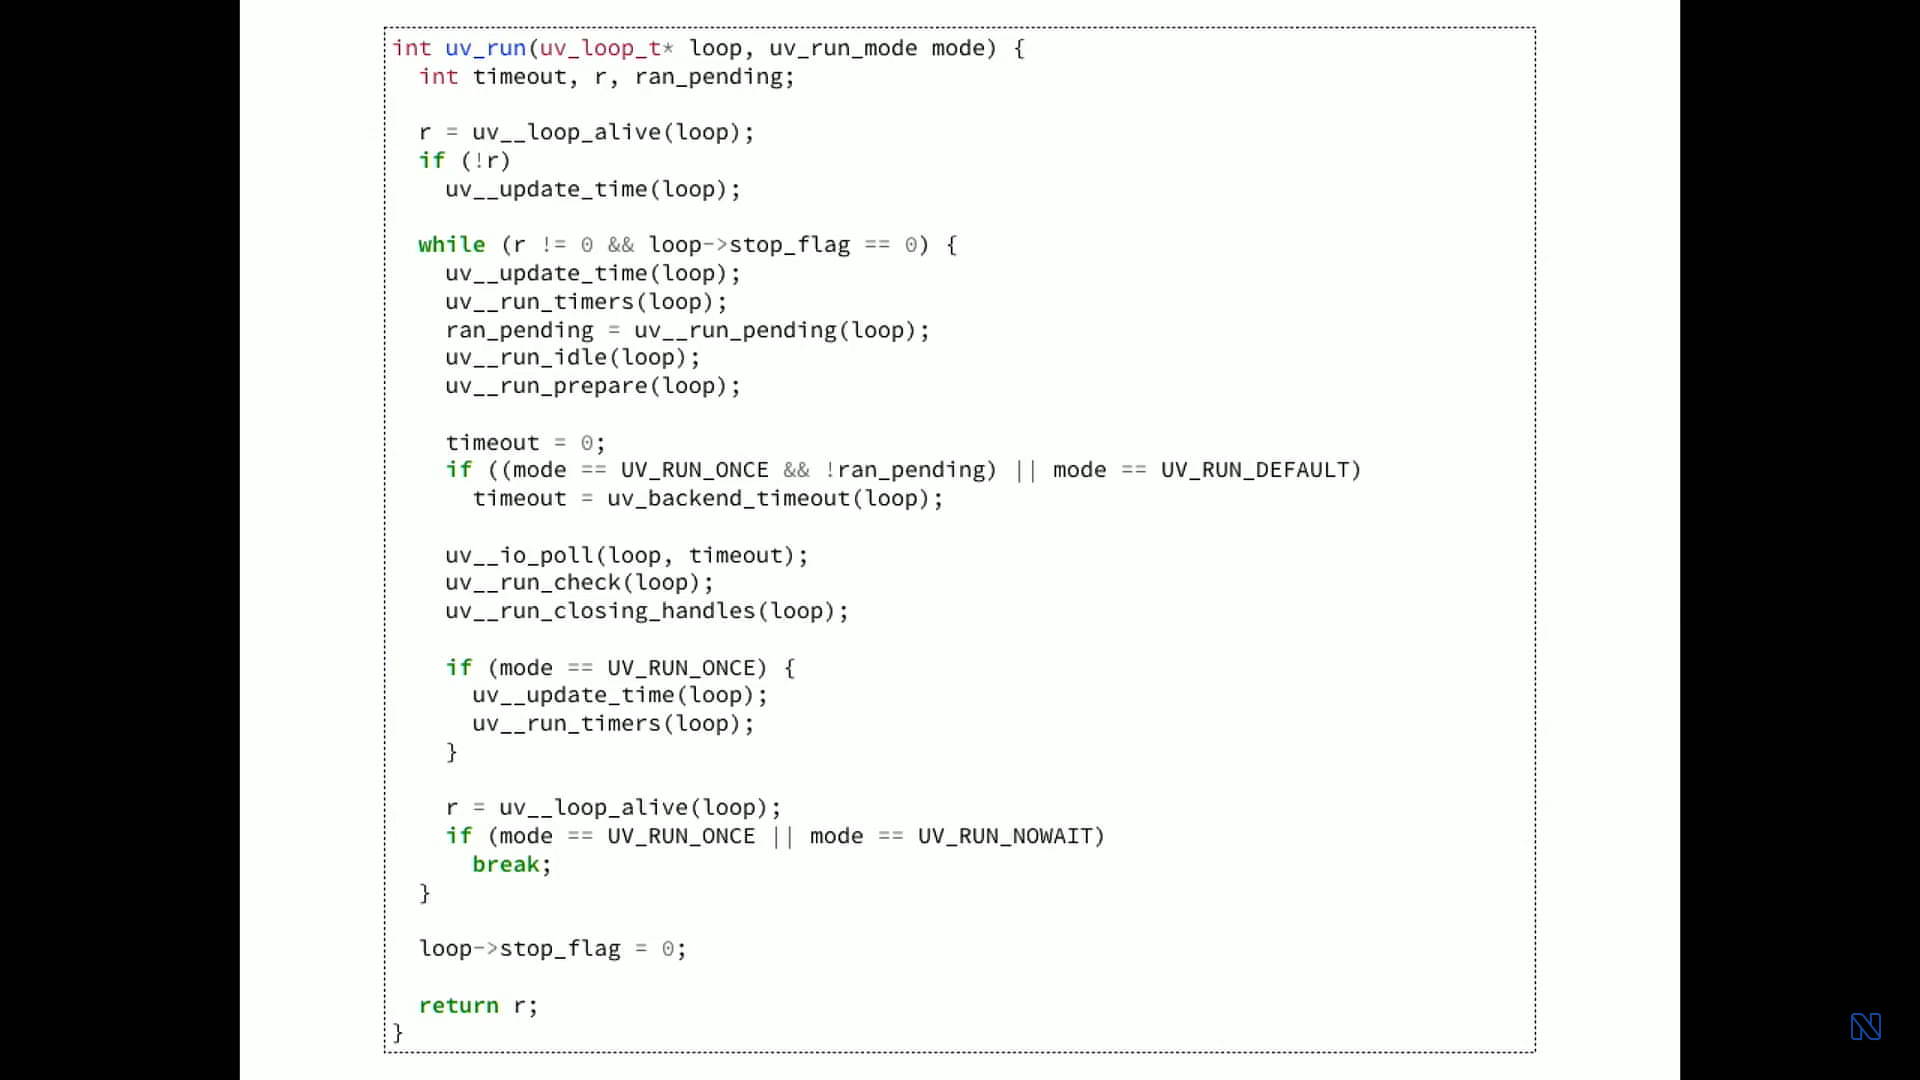 int uv_run(uv_loop_t* loop, uv_run_mode mode) {
  int timeout, r, ran_pending;

  r = uv__loop_alive(loop);
  if (!r)
    uv__update_time(loop);

  while (r != 0 && loop->stop_flag == 0) {
    uv__update_time(loop);
    uv__run_timers(loop);
    ran_pending = uv__run_pending(loop);
    uv__run_idle(loop);
    uv__run_prepare(loop);

    timeout = 0;
    if ((mode == UV_RUN_ONCE && !ran_pending) || mode == UV_RUN_DEFAULT)
      timeout = uv_backend_timeout(loop);

    uv__io_poll(loop, timeout);
    uv__run_check(loop);
    uv__run_closing_handles(loop);

    if (mode == UV_RUN_ONCE) {
      uv__update_time(loop);
      uv__run_timers(loop);
    }

    r = uv__loop_alive(loop);
    if (mode == UV_RUN_ONCE || mode == UV_RUN_NOWAIT)
      break;
  }

  loop->stop_flag = 0;

  return r;
}
N